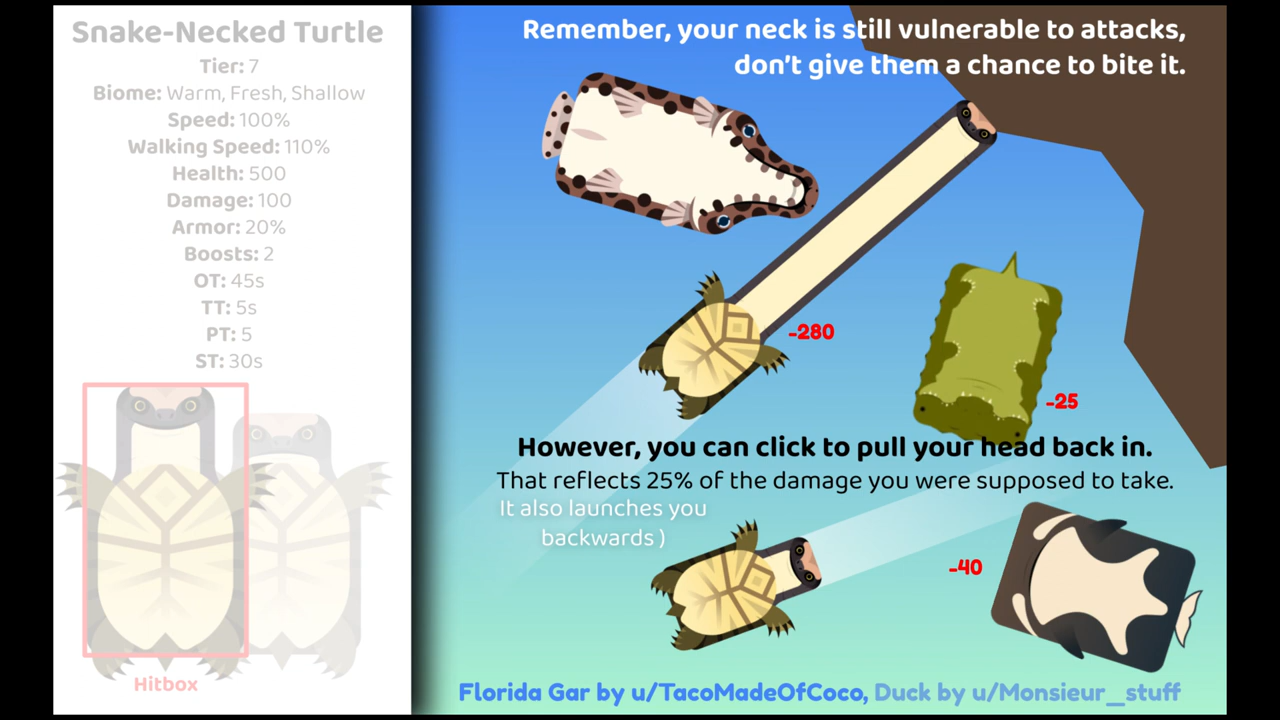 Snake-Necked Turtle
Tier: 7
Biome: Warm, Fresh, Shallow
Speed: 100%
Walking Speed: 110%
Health: 500
Damage: 100
Armor: 20%
Boosts: 2
OT: 45s
TT: 5s
PT: 5
ST: 30s
Hitbox
Remember, your neck is still vulnerable to attacks,
don't give them a chance to bite it.
-280
-25
However, you can click to pull your head back in.
That reflects 25% of the damage you were supposed to take.
It also launches you
backwards )
-40
Florida Gar by u/TacoMadeOfCoco, Duck by u/Monsieur_stuff